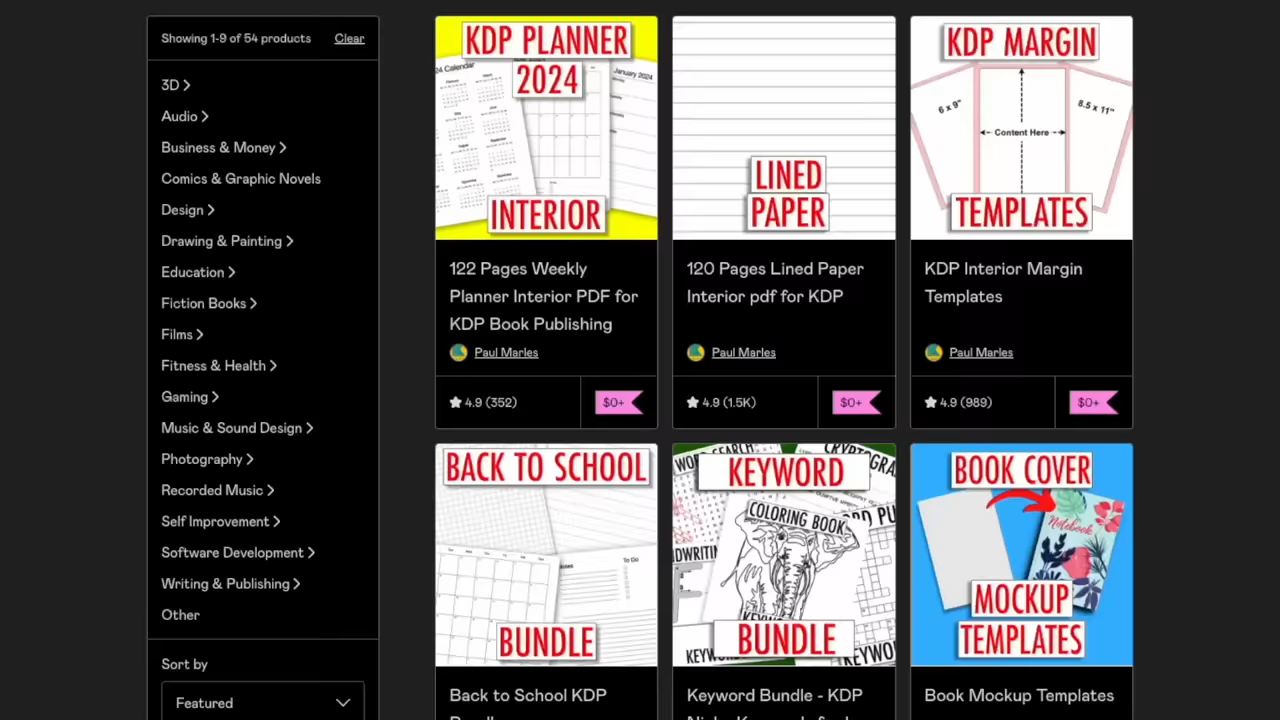 Showing 1-9 of 54 products Clear
3D
Audio
Business & Money
Comics & Graphic Novels
Design
Drawing & Painting
Education
Fiction Books
Films
Fitness & Health
Gaming
Music & Sound Design
Photography
Recorded Music
Self Improvement
Software Development
Writing & Publishing
Other
Sort by
Featured
KDP PLANNER
2024
Calendar
January 2024
INTERIOR
122 Pages Weekly
Planner Interior PDF for
KDP Book Publishing
Paul Marles
4.9 (352) $0+
LINED
PAPER
120 Pages Lined Paper
Interior pdf for KDP
Paul Marles
4.9 (1.5K) $0+
KDP MARGIN
6 x 9"
8.5 x 11"
Content Here
TEMPLATES
KDP Interior Margin
Templates
Paul Marles
4.9 (989) $0+
BACK TO SCHOOL
To Do
BUNDLE
Back to School KDP
KEYWORD
COLORING BOOK
BUNDLE
Keyword Bundle - KDP
BOOK COVER
Notebook
MOCKUP
TEMPLATES
Book Mockup Templates